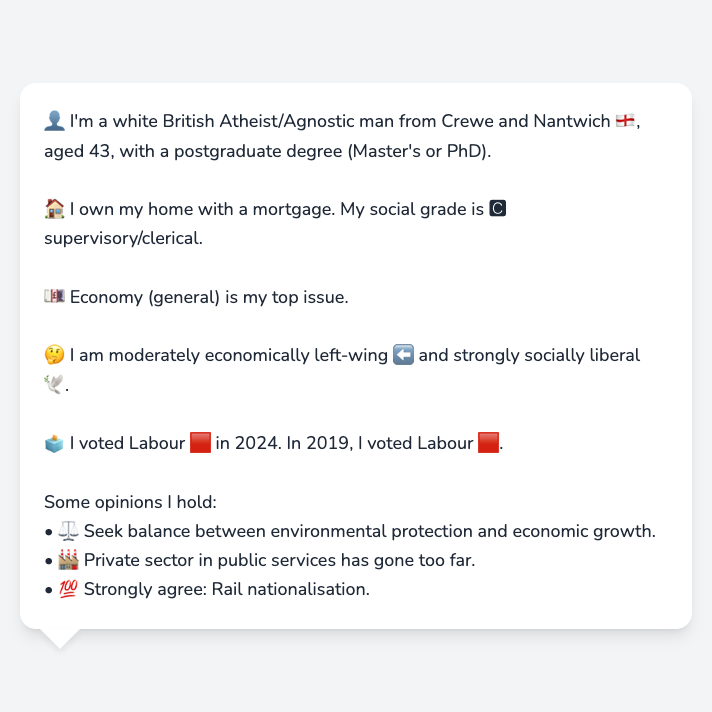 👤 I'm a white British Atheist/Agnostic man from Crewe and Nantwich 🏴󠁧󠁢󠁥󠁮󠁧󠁿,
aged 43, with a postgraduate degree (Master's or PhD).
🏠 I own my home with a mortgage. My social grade is C
supervisory/clerical.
💷 Economy (general) is my top issue.
🤔 I am moderately economically left-wing ⬅️ and strongly socially liberal
🕊️.
🗳️ I voted Labour 🟥 in 2024. In 2019, I voted Labour 🟥.
Some opinions I hold:
• ⚖️ Seek balance between environmental protection and economic growth.
• 🏭 Private sector in public services has gone too far.
• 💯 Strongly agree: Rail nationalisation.